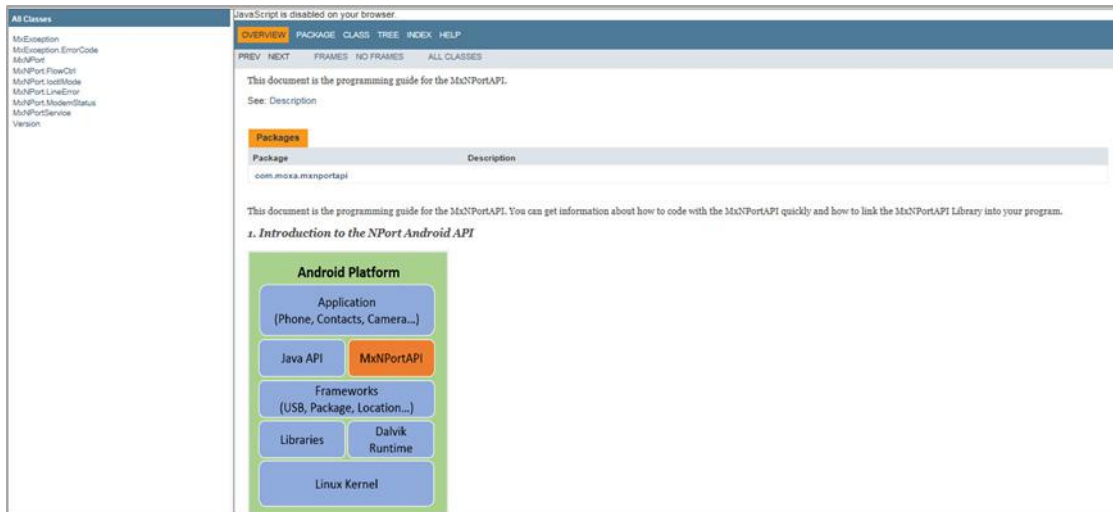 All Classes
MxException
MxException.ErrorCode
MxNPort
MxNPort.FlowCtrl
MxNPort.IoctlMode
MxNPort.LineError
MxNPort.ModemStatus
MxNPortService
Version
JavaScript is disabled on your browser.
OVERVIEW PACKAGE CLASS TREE INDEX HELP
PREV NEXT FRAMES NO FRAMES ALL CLASSES
This document is the programming guide for the MxNPortAPI.
See: Description
Packages
Package Description
com.moxa.mxnportapi
This document is the programming guide for the MxNPortAPI. You can get information about how to code with the MxNPortAPI quickly and how to link the MxNPortAPI Library into your program.
1. Introduction to the NPort Android API
Android Platform
Application
(Phone, Contacts, Camera...)
Java API MxNPortAPI
Frameworks
(USB, Package, Location...)
Libraries Dalvik
Runtime
Linux Kernel